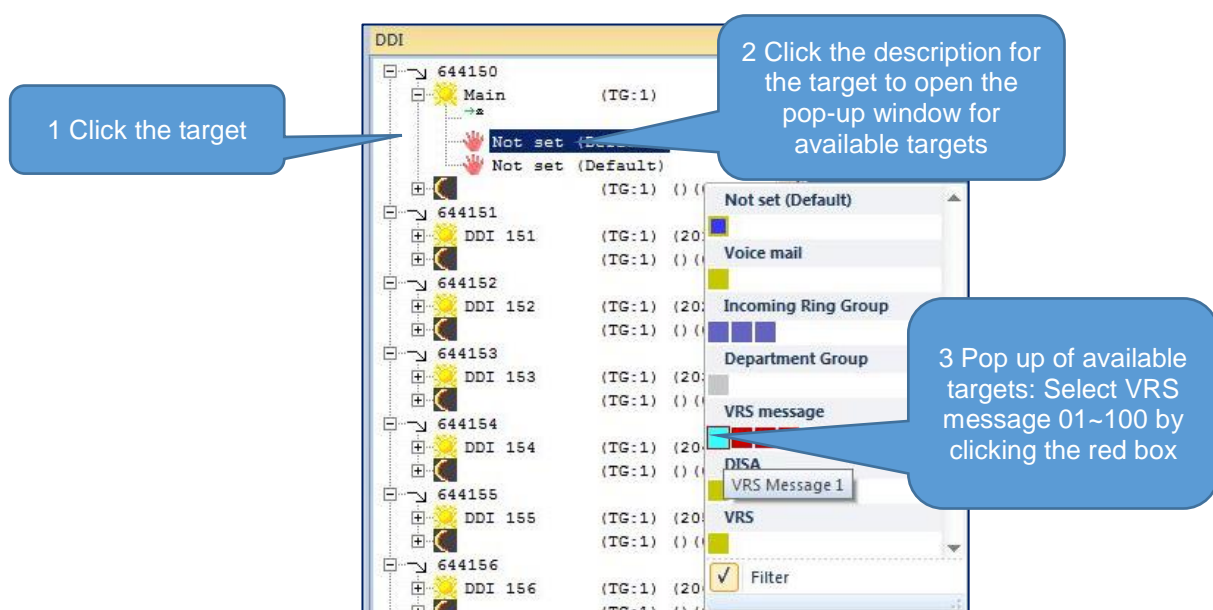 DDI
2 Click the description for
the target to open the
pop-up window for
available targets
1 Click the target
644150
Main (TG:1)
Not set
Not set (Default)
(TG:1) ()(
644151
DDI 151 (TG:1) (20
(TG:1) ()(
644152
DDI 152 (TG:1) (20
(TG:1) ()(
644153
DDI 153 (TG:1) (20
(TG:1) ()(
644154
DDI 154 (TG:1) (20
(TG:1) ()(
644155
DDI 155 (TG:1) (20
(TG:1) ()(
644156
DDI 156 (TG:1) (20
Not set (Default)
Voice mail
Incoming Ring Group
Department Group
VRS message
DISA
VRS Message 1
VRS
Filter
3 Pop up of available
targets: Select VRS
message 01~100 by
clicking the red box